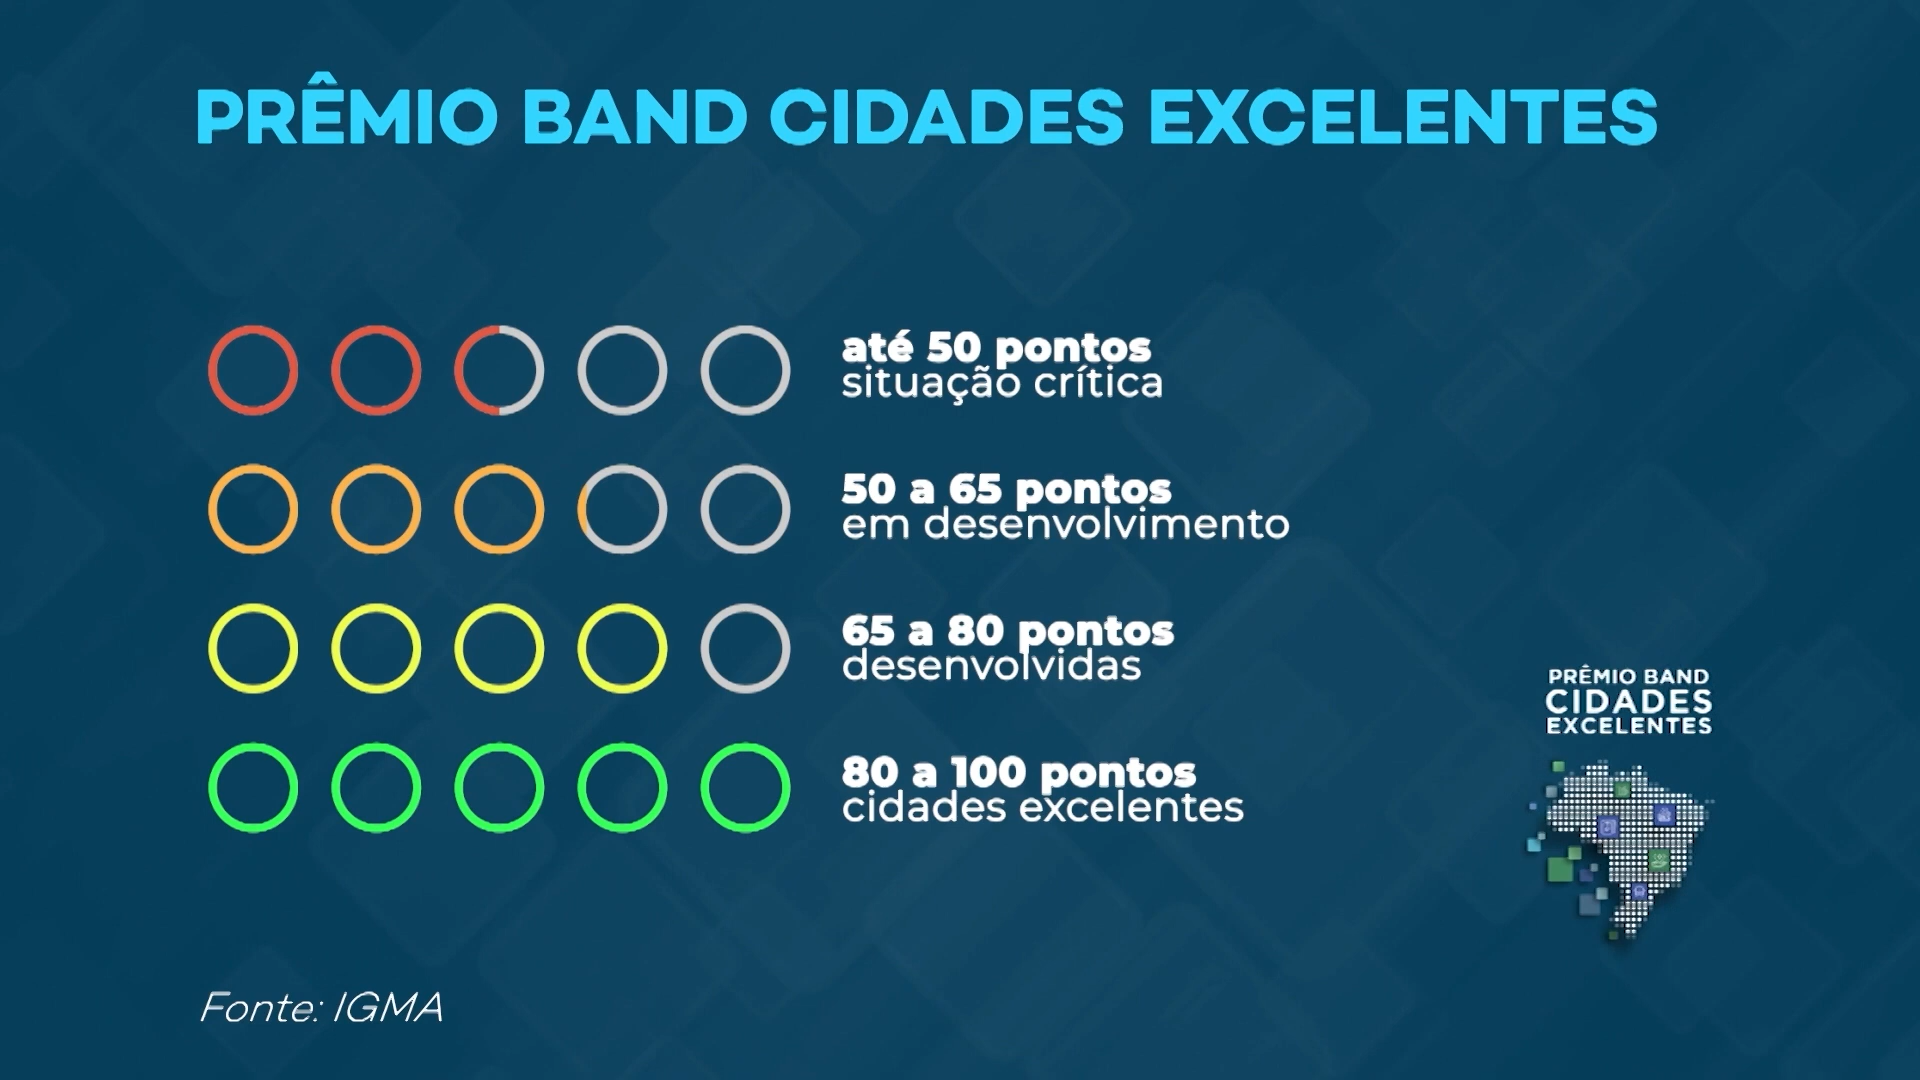 PRÊMIO BAND CIDADES EXCELENTES
até 50 pontos
situação crítica
50 a 65 pontos
em desenvolvimento
65 a 80 pontos
desenvolvidas
80 a 100 pontos
cidades excelentes
PRÊMIO BAND
CIDADES
EXCELENTES
Fonte: IGMA